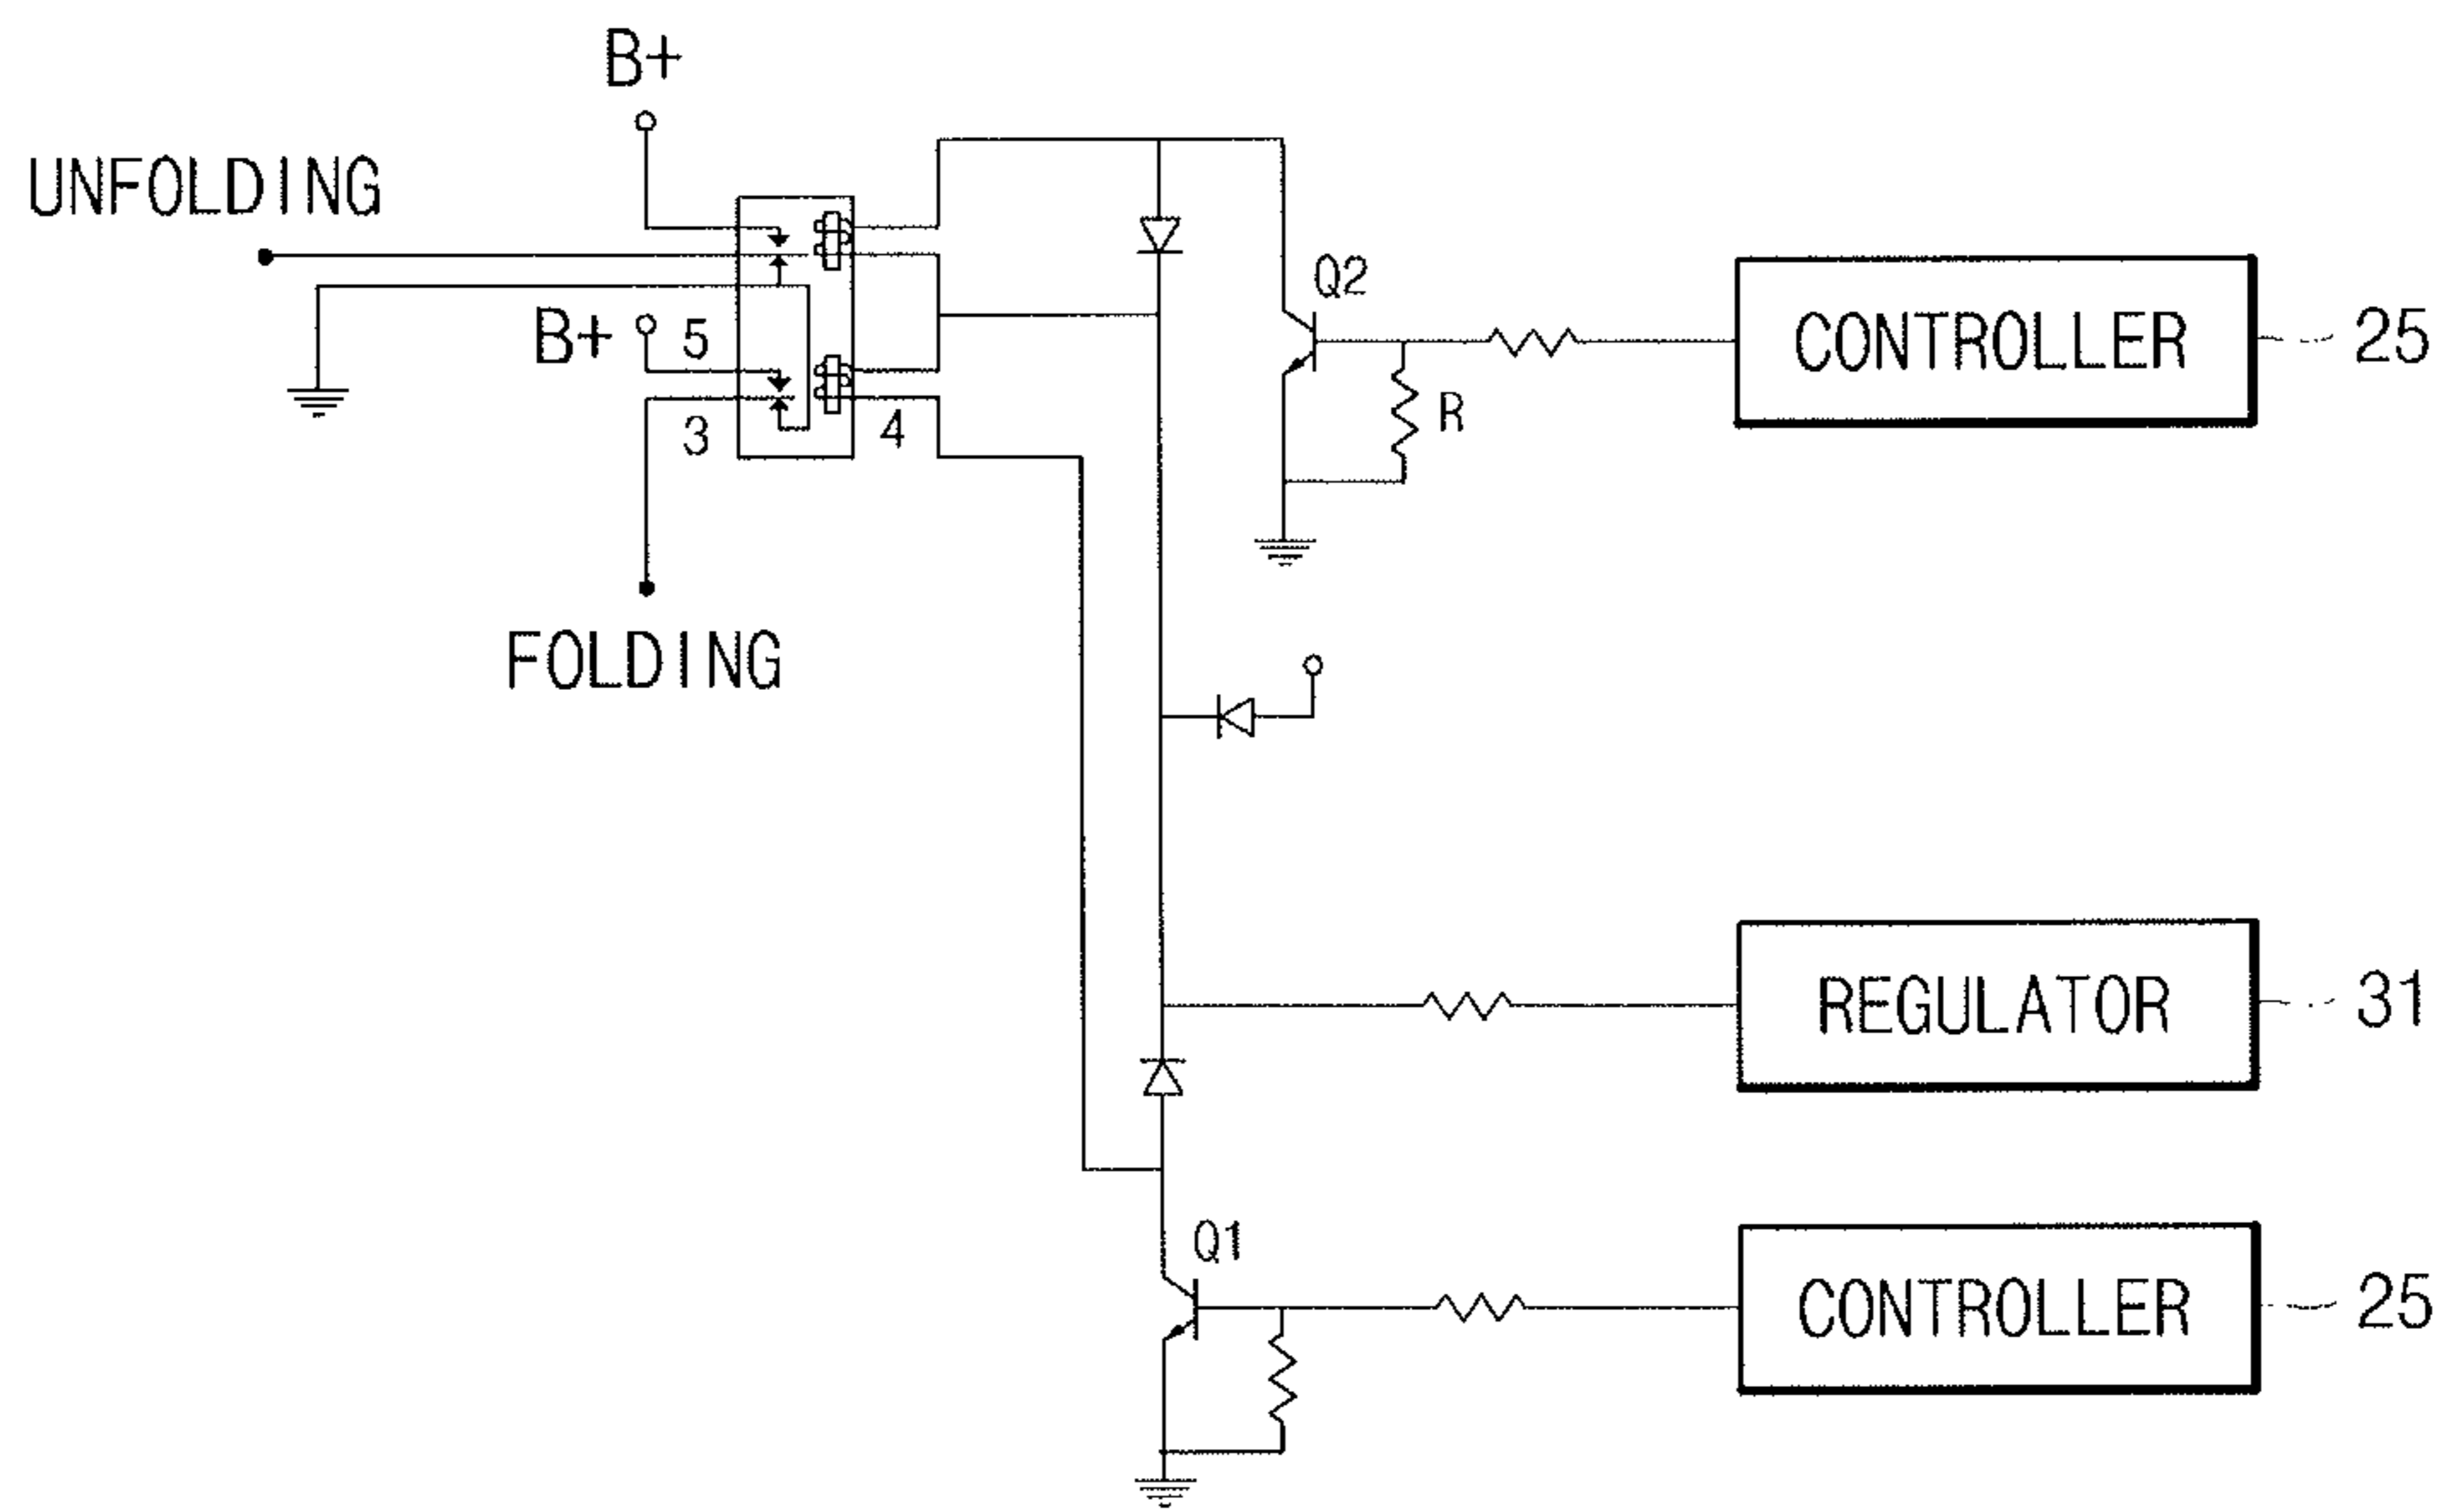 B+
UNFOLDING
Q2
CONTROLLER 25
B+ 5
3 4 R
FOLDING
REGULATOR 31
Q1
CONTROLLER 25